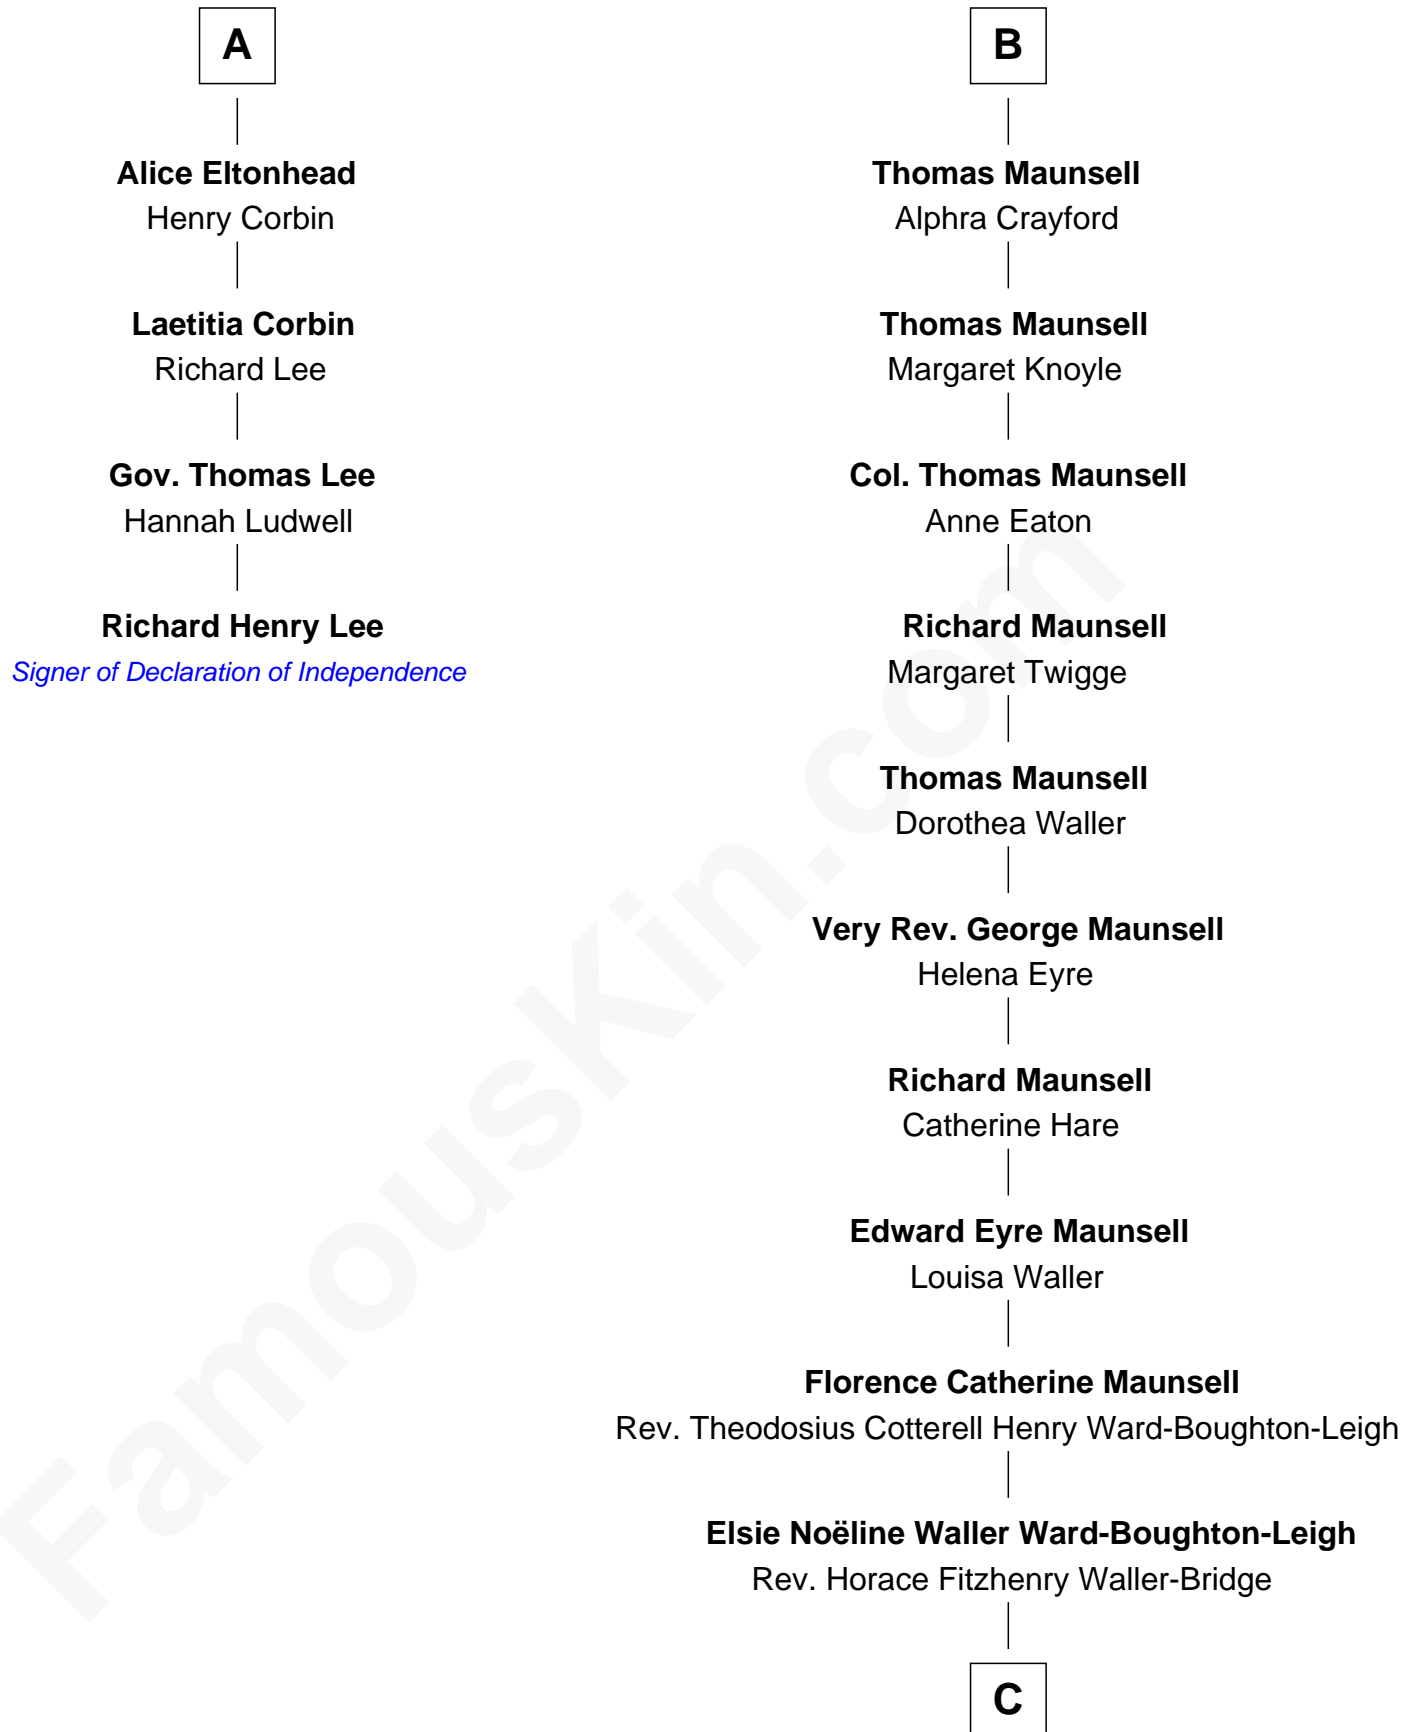 A
Alice Eltonhead
Henry Corbin
Laetitia Corbin
Richard Lee
Gov. Thomas Lee
Hannah Ludwell
Richard Henry Lee
Signer of Declaration of Independence
B
Thomas Maunsell
Alphra Crayford
Thomas Maunsell
Margaret Knoyle
Col. Thomas Maunsell
Anne Eaton
Richard Maunsell
Margaret Twigge
Thomas Maunsell
Dorothea Waller
Very Rev. George Maunsell
Helena Eyre
Richard Maunsell
Catherine Hare
Edward Eyre Maunsell
Louisa Waller
Florence Catherine Maunsell
Rev. Theodosius Cotterell Henry Ward-Boughton-Leigh
Elsie Noëline Waller Ward-Boughton-Leigh
Rev. Horace Fitzhenry Waller-Bridge
C
FamousKin.com